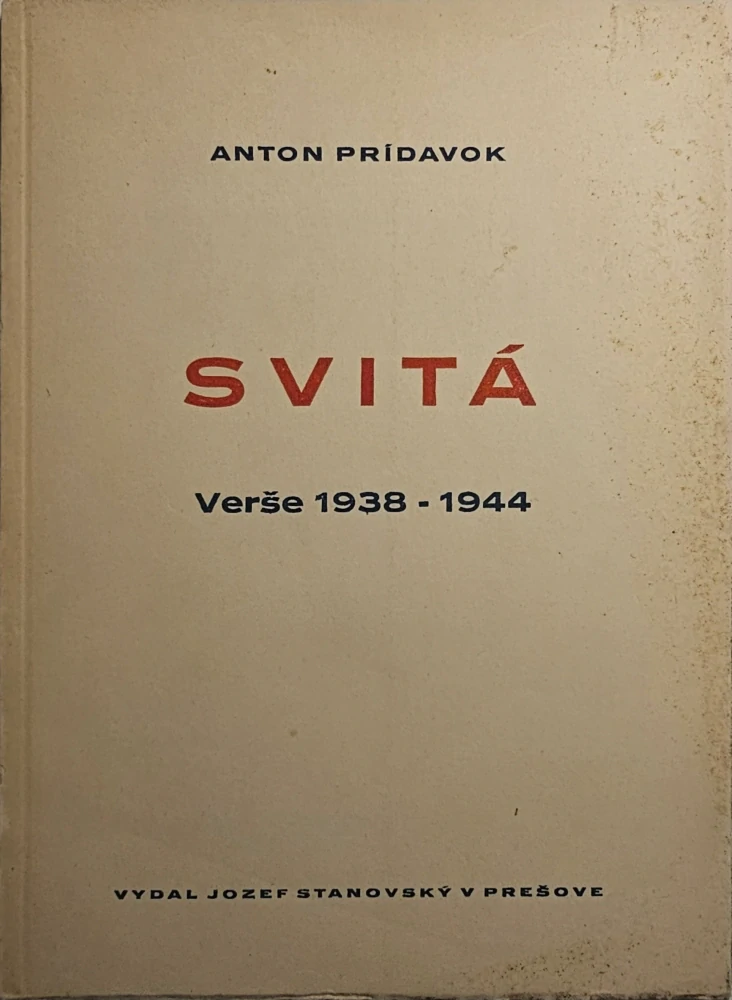 ANTON PRÍDAVOK
SVITÁ
Verše 1938 - 1944
VYDAL JOZEF STANOVSKÝ V PREŠOVE